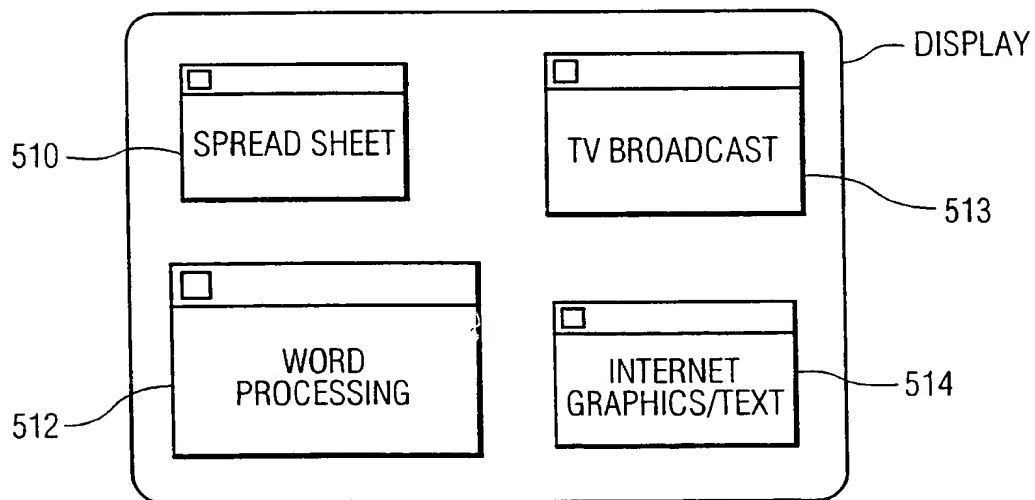 DISPLAY
SPREAD SHEET
TV BROADCAST
510
513
WORD
PROCESSING
INTERNET
GRAPHICS/TEXT
514
512